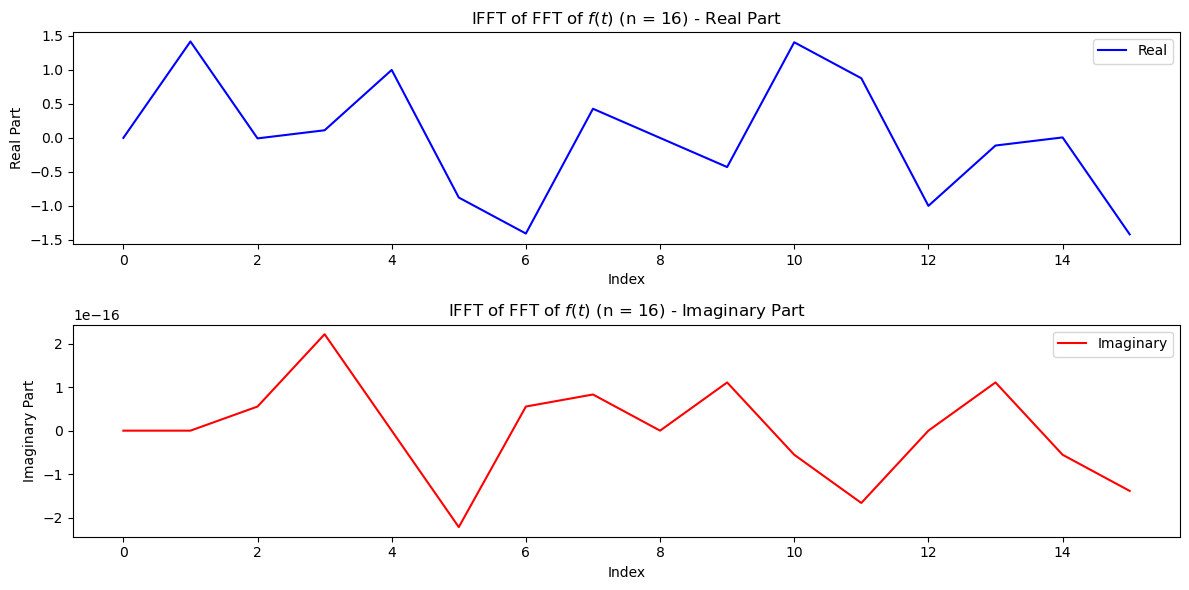 IFFT of FFT of f(t) (n = 16) - Real Part
Real
1.5
1.0
0.5
0.0
−0.5
−1.0
−1.5
Real Part
0 2 4 6 8 10 12 14
Index
IFFT of FFT of f(t) (n = 16) - Imaginary Part
1e−16
Imaginary
2
1
0
−1
−2
Imaginary Part
0 2 4 6 8 10 12 14
Index